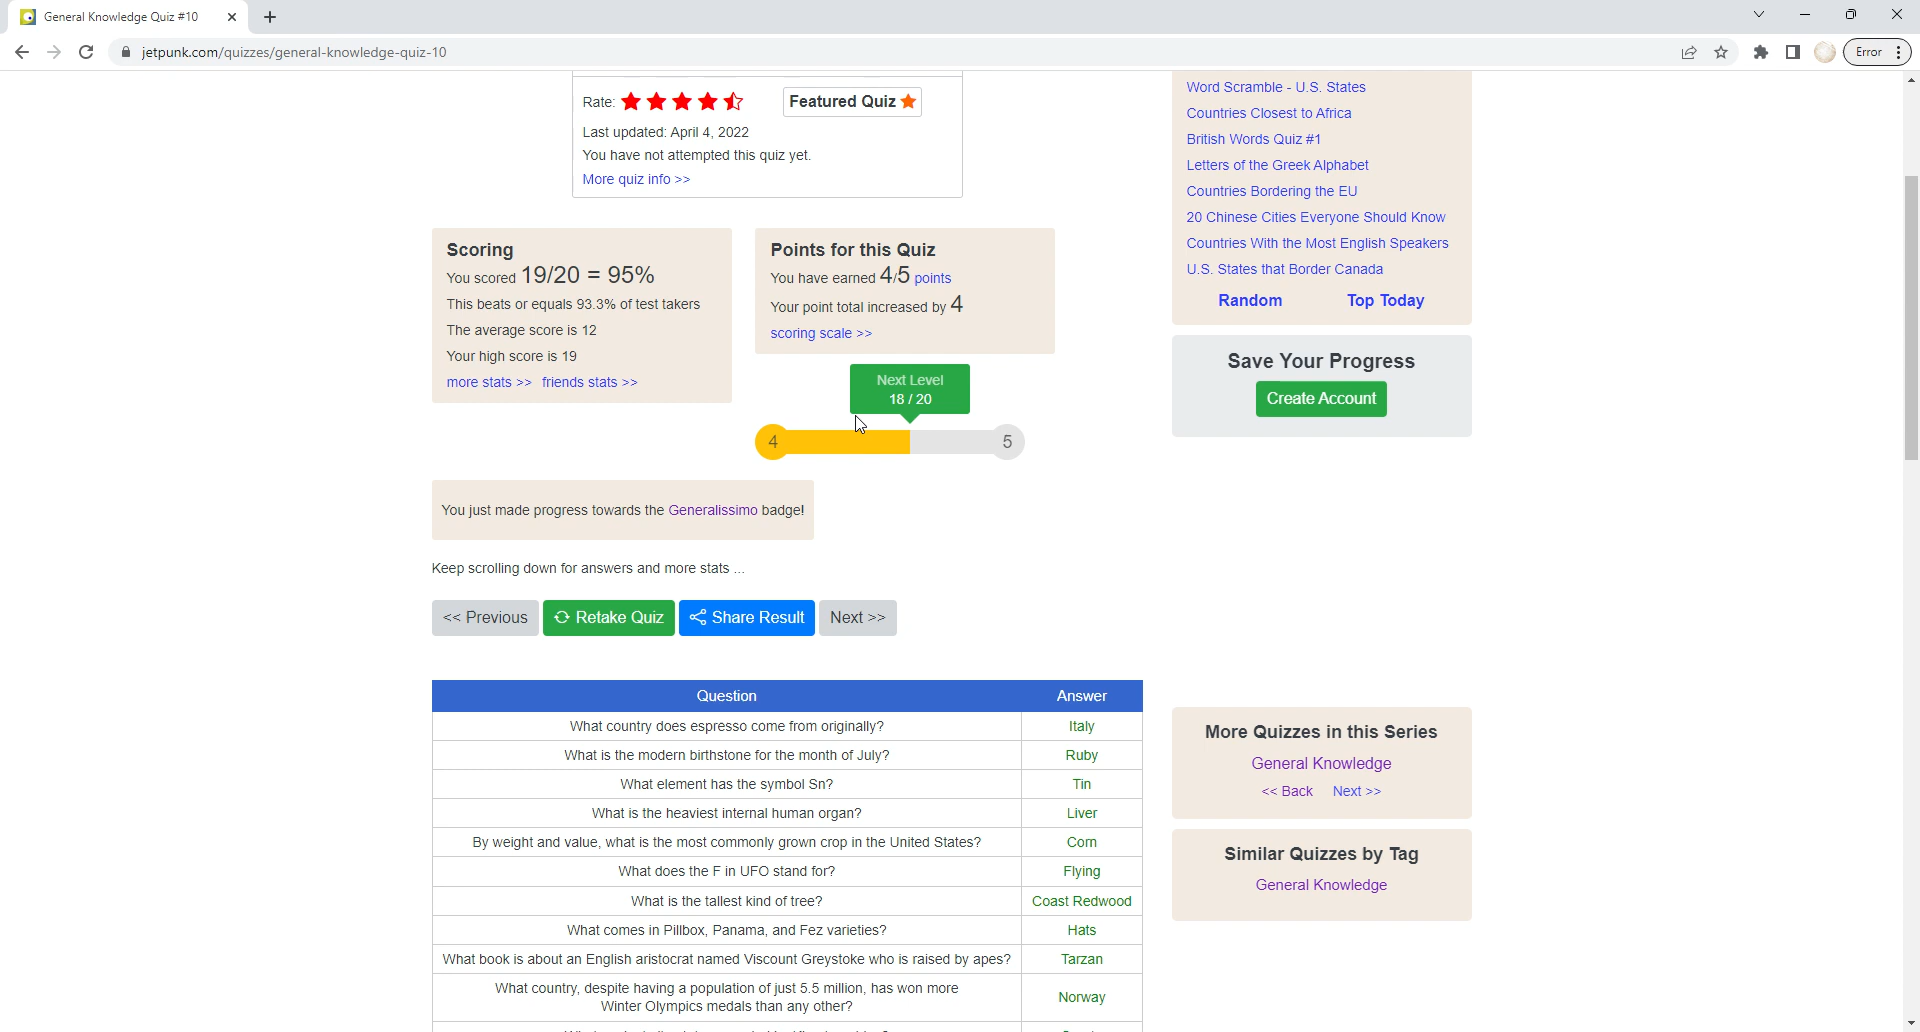 General Knowledge Quiz #10
jetpunk.com/quizzes/general-knowledge-quiz-10
Error
Rate:
Featured Quiz
Last updated: April 4, 2022
You have not attempted this quiz yet.
More quiz info >>
Scoring
You scored 19/20 = 95%
This beats or equals 93.3% of test takers
The average score is 12
Your high score is 19
more stats >> friends stats >>
Points for this Quiz
You have earned 4/5 points
Your point total increased by 4
scoring scale >>
Next Level
18 / 20
4
5
You just made progress towards the Generalissimo badge!
Keep scrolling down for answers and more stats ...
<< Previous
Retake Quiz
Share Result
Next >>
Question Answer
What country does espresso come from originally? Italy
What is the modern birthstone for the month of July? Ruby
What element has the symbol Sn? Tin
What is the heaviest internal human organ? Liver
By weight and value, what is the most commonly grown crop in the United States? Corn
What does the F in UFO stand for? Flying
What is the tallest kind of tree? Coast Redwood
What comes in Pillbox, Panama, and Fez varieties? Hats
What book is about an English aristocrat named Viscount Greystoke who is raised by apes? Tarzan
What country, despite having a population of just 5.5 million, has won more
Winter Olympics medals than any other? Norway
Word Scramble - U.S. States
Countries Closest to Africa
British Words Quiz #1
Letters of the Greek Alphabet
Countries Bordering the EU
20 Chinese Cities Everyone Should Know
Countries With the Most English Speakers
U.S. States that Border Canada
Random Top Today
Save Your Progress
Create Account
More Quizzes in this Series
General Knowledge
<< Back Next >>
Similar Quizzes by Tag
General Knowledge